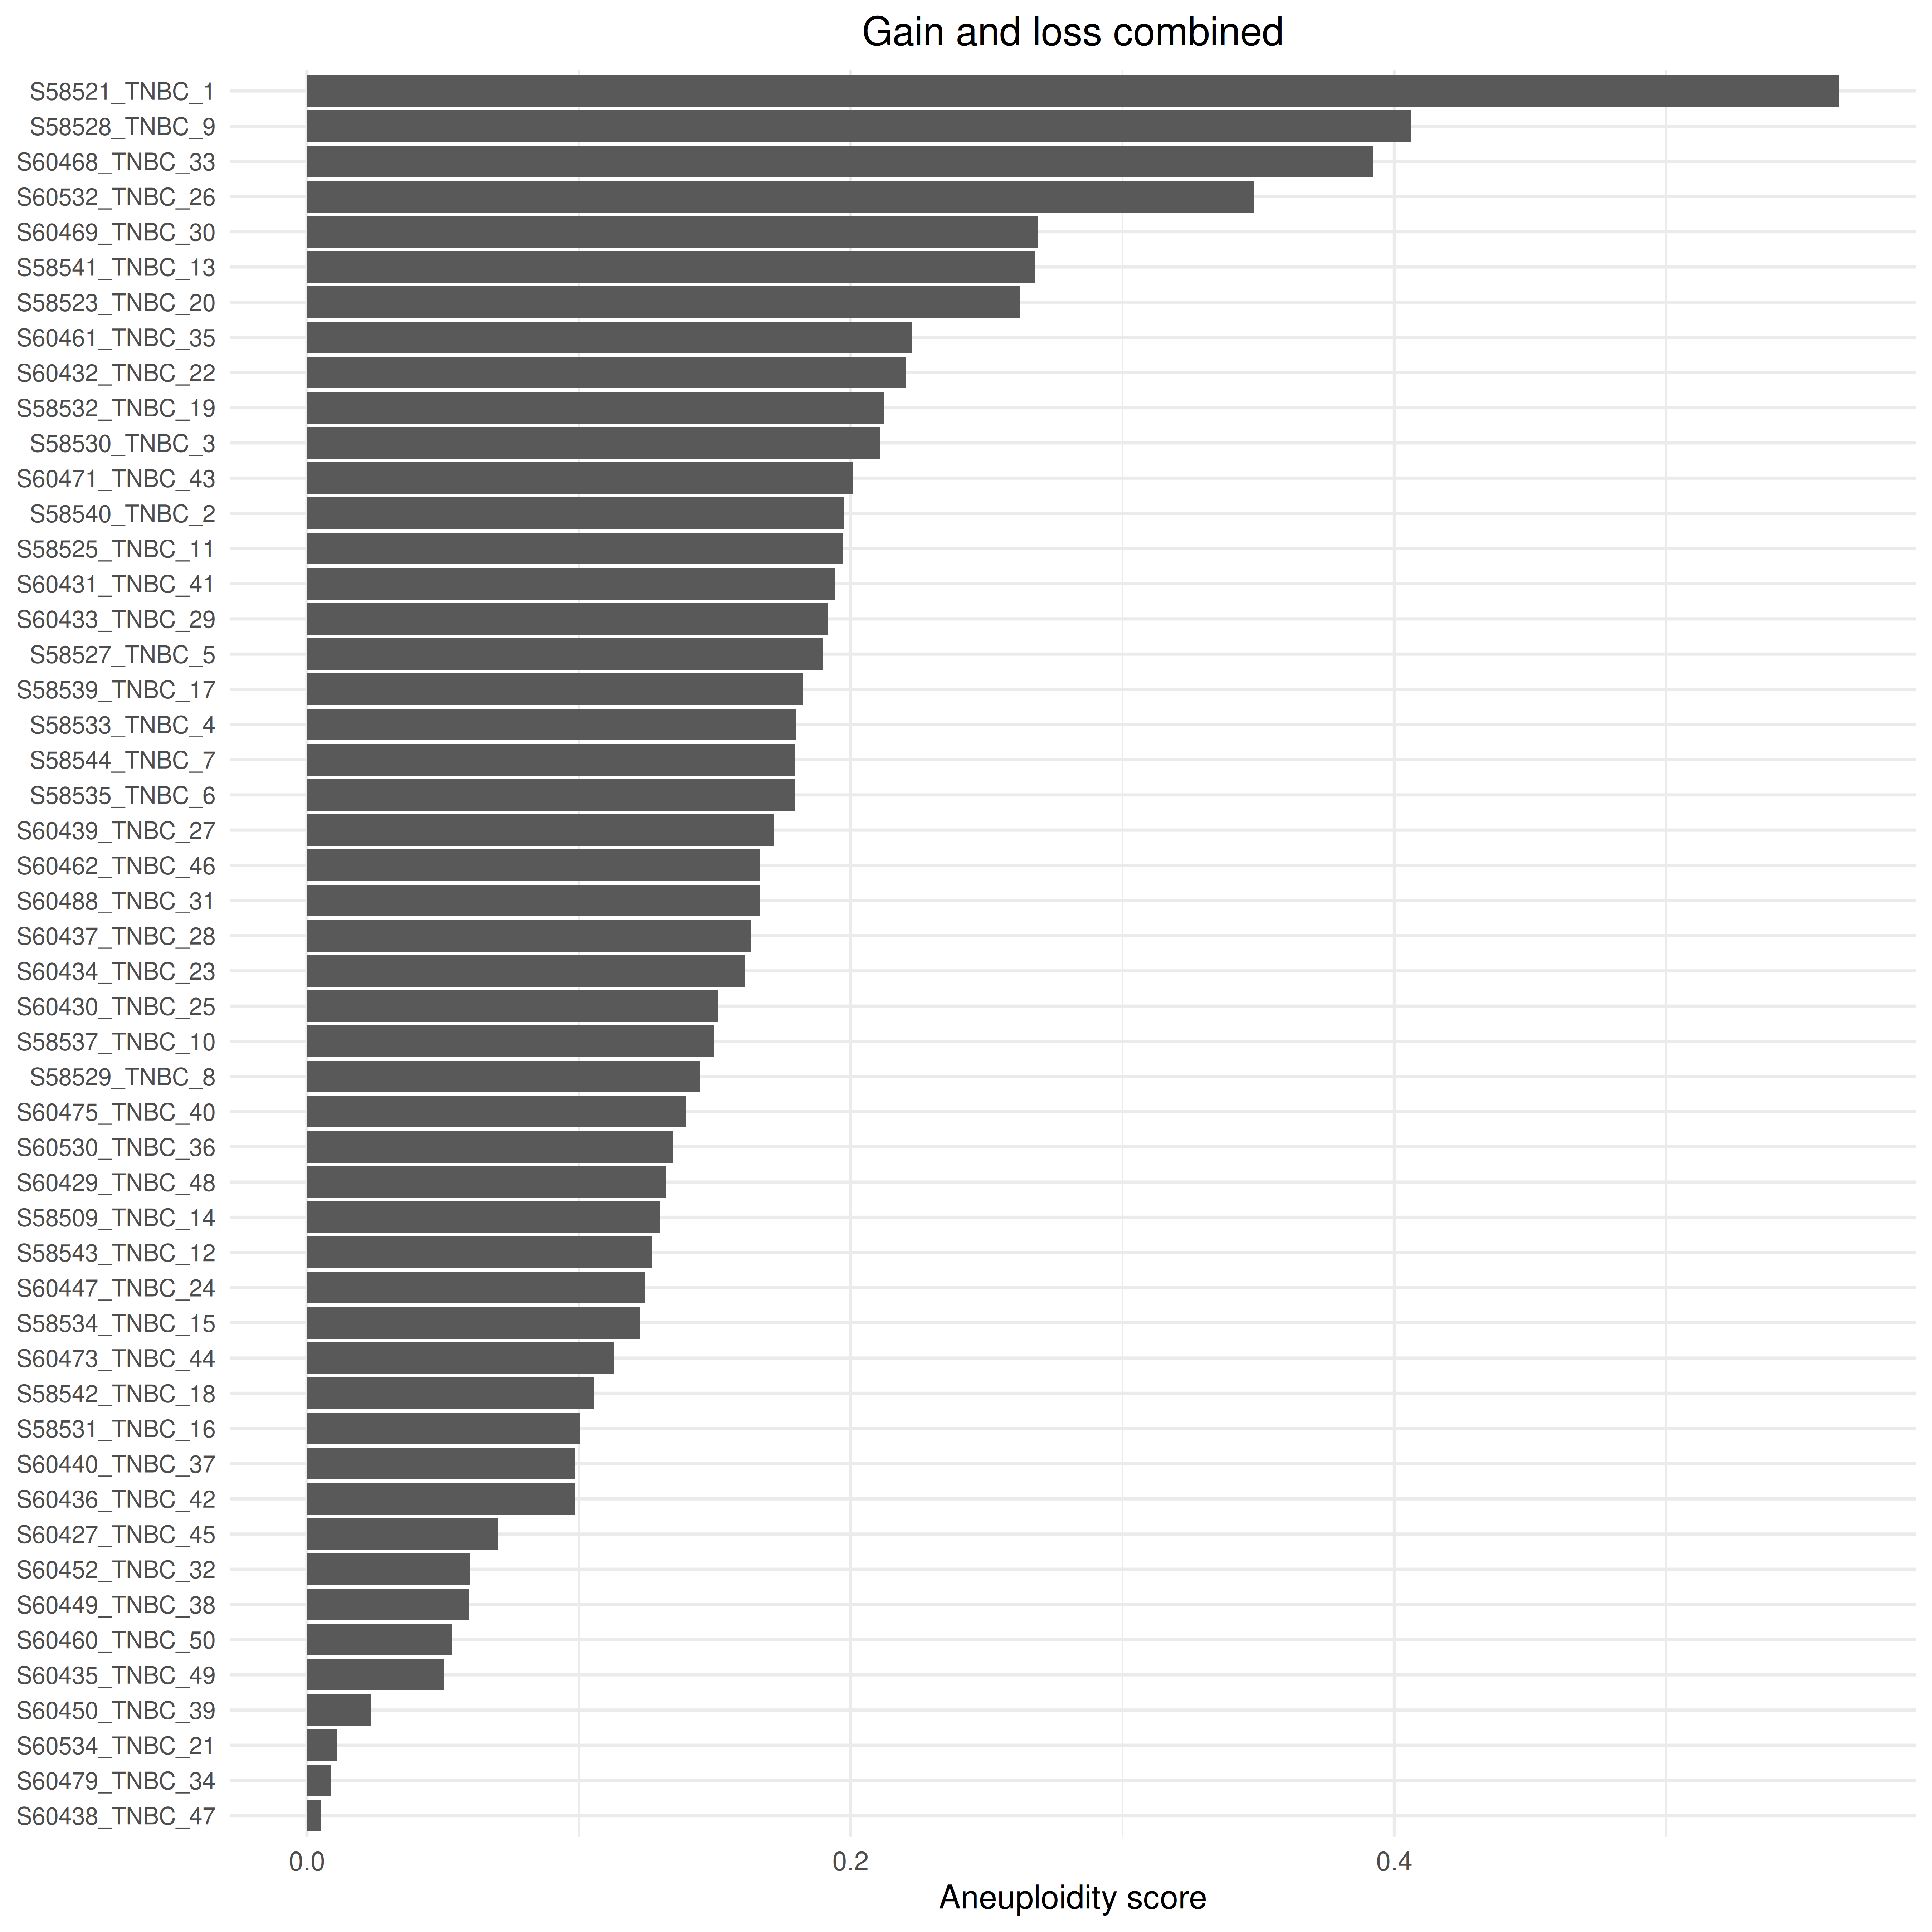 Gain and loss combined
S58521_TNBC_1
S58528_TNBC_9
S60468_TNBC_33
S60532_TNBC_26
S60469_TNBC_30
S58541_TNBC_13
S58523_TNBC_20
S60461_TNBC_35
S60432_TNBC_22
S58532_TNBC_19
S58530_TNBC_3
S60471_TNBC_43
S58540_TNBC_2
S58525_TNBC_11
S60431_TNBC_41
S60433_TNBC_29
S58527_TNBC_5
S58539_TNBC_17
S58533_TNBC_4
S58544_TNBC_7
S58535_TNBC_6
S60439_TNBC_27
S60462_TNBC_46
S60488_TNBC_31
S60437_TNBC_28
S60434_TNBC_23
S60430_TNBC_25
S58537_TNBC_10
S58529_TNBC_8
S60475_TNBC_40
S60530_TNBC_36
S60429_TNBC_48
S58509_TNBC_14
S58543_TNBC_12
S60447_TNBC_24
S58534_TNBC_15
S60473_TNBC_44
S58542_TNBC_18
S58531_TNBC_16
S60440_TNBC_37
S60436_TNBC_42
S60427_TNBC_45
S60452_TNBC_32
S60449_TNBC_38
S60460_TNBC_50
S60435_TNBC_49
S60450_TNBC_39
S60534_TNBC_21
S60479_TNBC_34
S60438_TNBC_47
0.0 0.2 0.4
Aneuploidity score